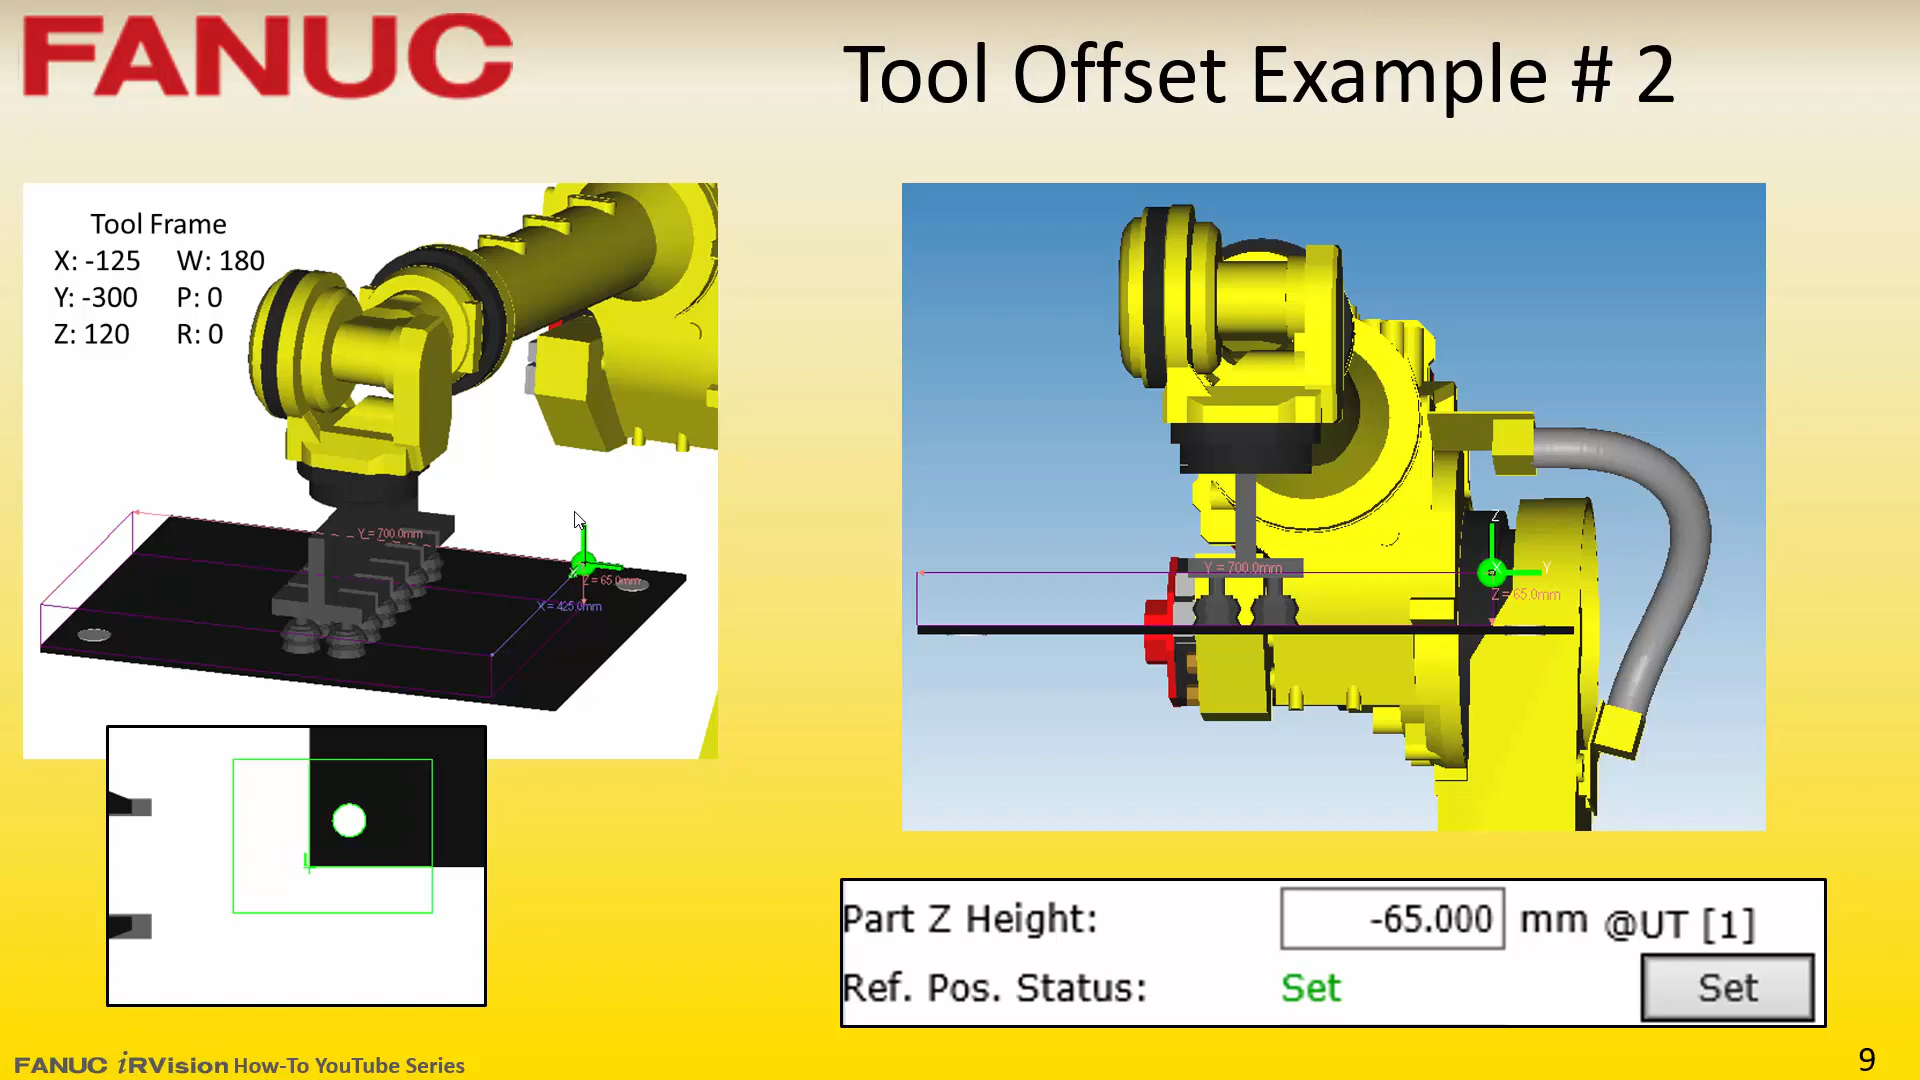 FANUC
Tool Offset Example # 2
Tool Frame
X: -125 W: 180
Y: -300 P: 0
Z: 120 R: 0
Y = 700.0mm
X
Z = 65.0mm
X = 425.0mm
Z
X Y
Y = 700.0mm
Z = 65.0mm
Part Z Height: -65.000 mm @UT [1]
Ref. Pos. Status: Set Set
FANUC iRVision How-To YouTube Series
9